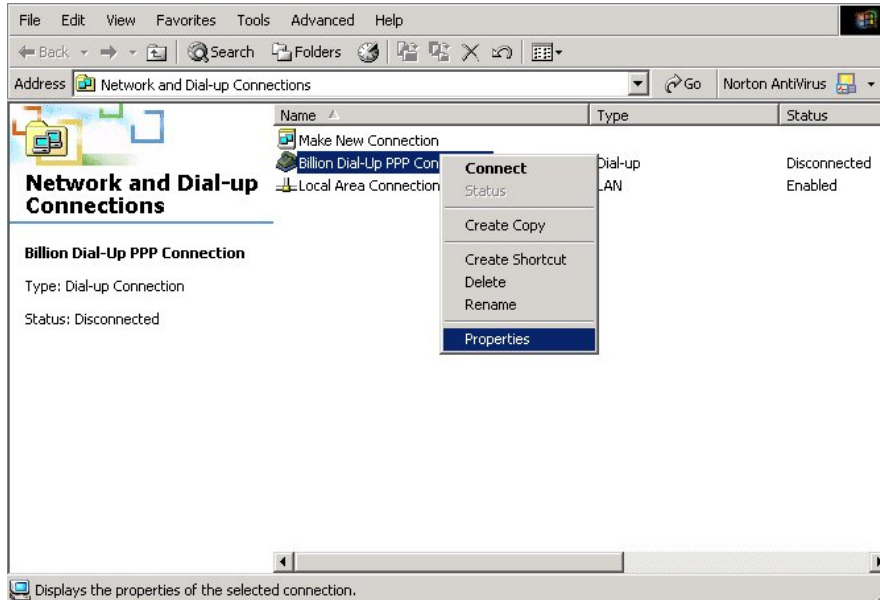 File Edit View Favorites Tools Advanced Help
Back Search Folders
Address Network and Dial-up Connections Go Norton AntiVirus
Network and Dial-up
Connections
Billion Dial-Up PPP Connection
Type: Dial-up Connection
Status: Disconnected
Name Type Status
Make New Connection
Billion Dial-Up PPP Con Dial-up Disconnected
Local Area Connection LAN Enabled
Connect
Status
Create Copy
Create Shortcut
Delete
Rename
Properties
Displays the properties of the selected connection.